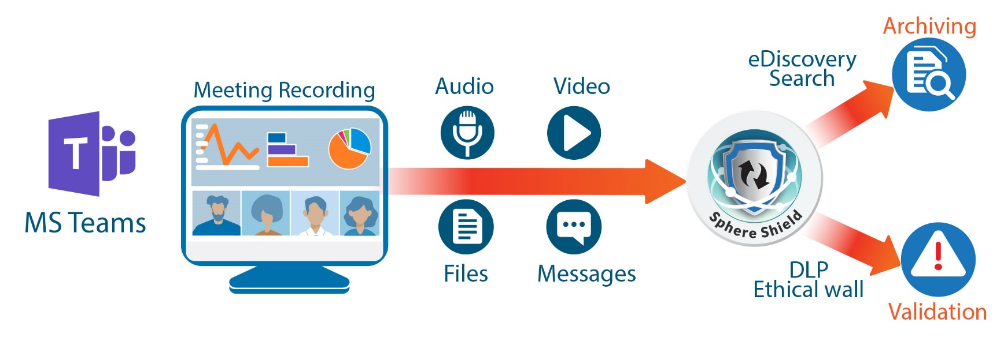 MS Teams
Meeting Recording
Audio
Video
Files
Messages
Sphere Shield
eDiscovery
Search
Archiving
DLP
Ethical wall
Validation
T